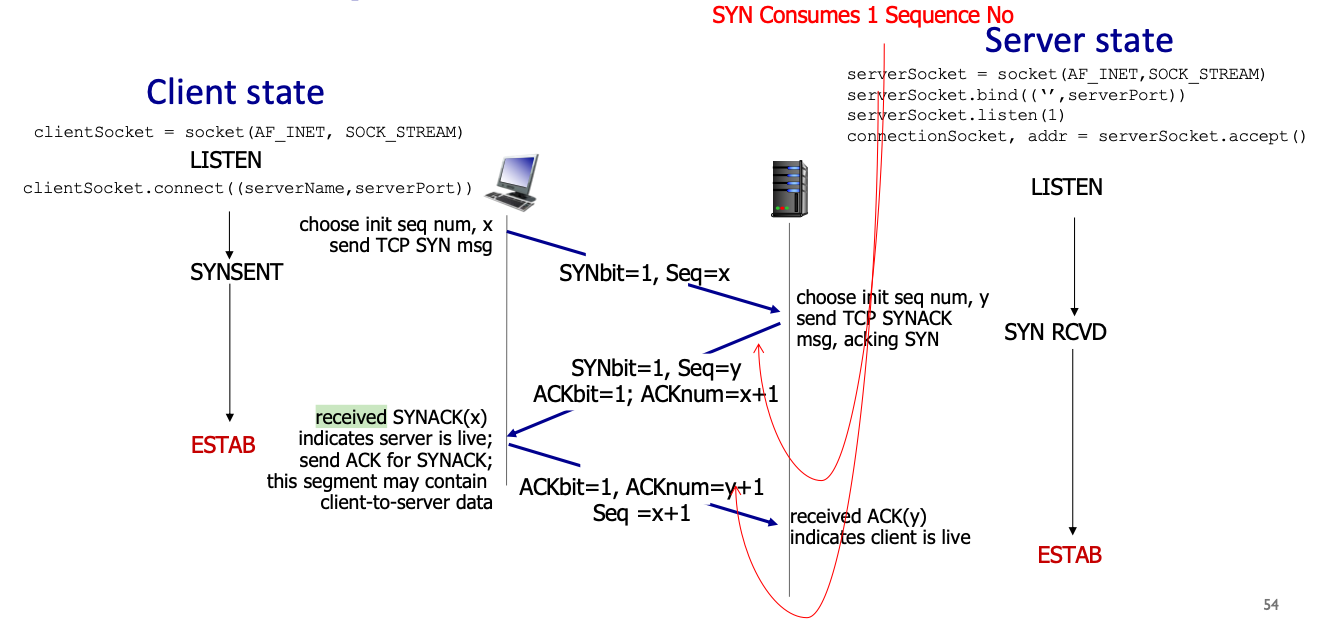 SYN Consumes 1 Sequence No
Server state
serverSocket = socket(AF_INET,SOCK_STREAM)
serverSocket.bind((‘’,serverPort))
serverSocket.listen(1)
connectionSocket, addr = serverSocket.accept()
Client state
clientSocket = socket(AF_INET, SOCK_STREAM)
LISTEN
clientSocket.connect((serverName,serverPort))
LISTEN
choose init seq num, x
send TCP SYN msg
SYNSENT
SYNbit=1, Seq=x
choose init seq num, y
send TCP SYNACK
msg, acking SYN
SYN RCVD
SYNbit=1, Seq=y
ACKbit=1; ACKnum=x+1
received SYNACK(x)
indicates server is live;
send ACK for SYNACK;
this segment may contain
client-to-server data
ESTAB
ACKbit=1, ACKnum=y+1
Seq =x+1
received ACK(y)
indicates client is live
ESTAB
54